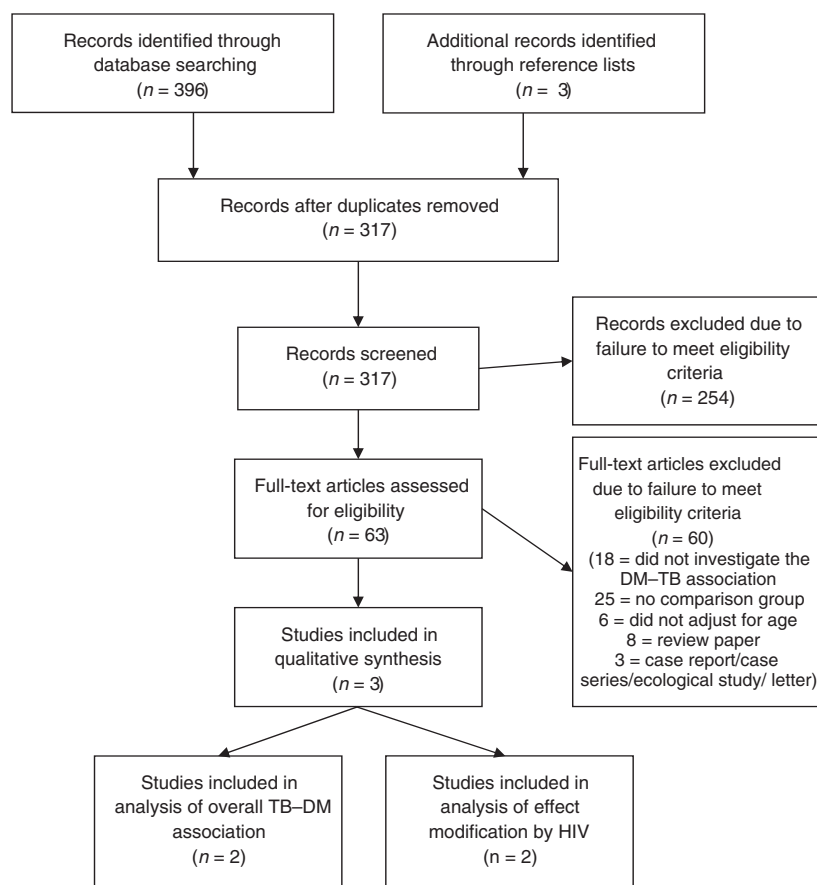 Records identified through
database searching
(n = 396)
Additional records identified
through reference lists
(n = 3)
Records after duplicates removed
(n = 317)
Records screened
(n = 317)
Records excluded due to
failure to meet eligibility
criteria
(n = 254)
Full-text articles assessed
for eligibility
(n = 63)
Full-text articles excluded
due to failure to meet
eligibility criteria
(n = 60)
(18 = did not investigate the
DM–TB association
25 = no comparison group
6 = did not adjust for age
8 = review paper
3 = case report/case
series/ecological study/ letter)
Studies included in
qualitative synthesis
(n = 3)
Studies included in
analysis of overall TB–DM
association
(n = 2)
Studies included in
analysis of effect
modification by HIV
(n = 2)